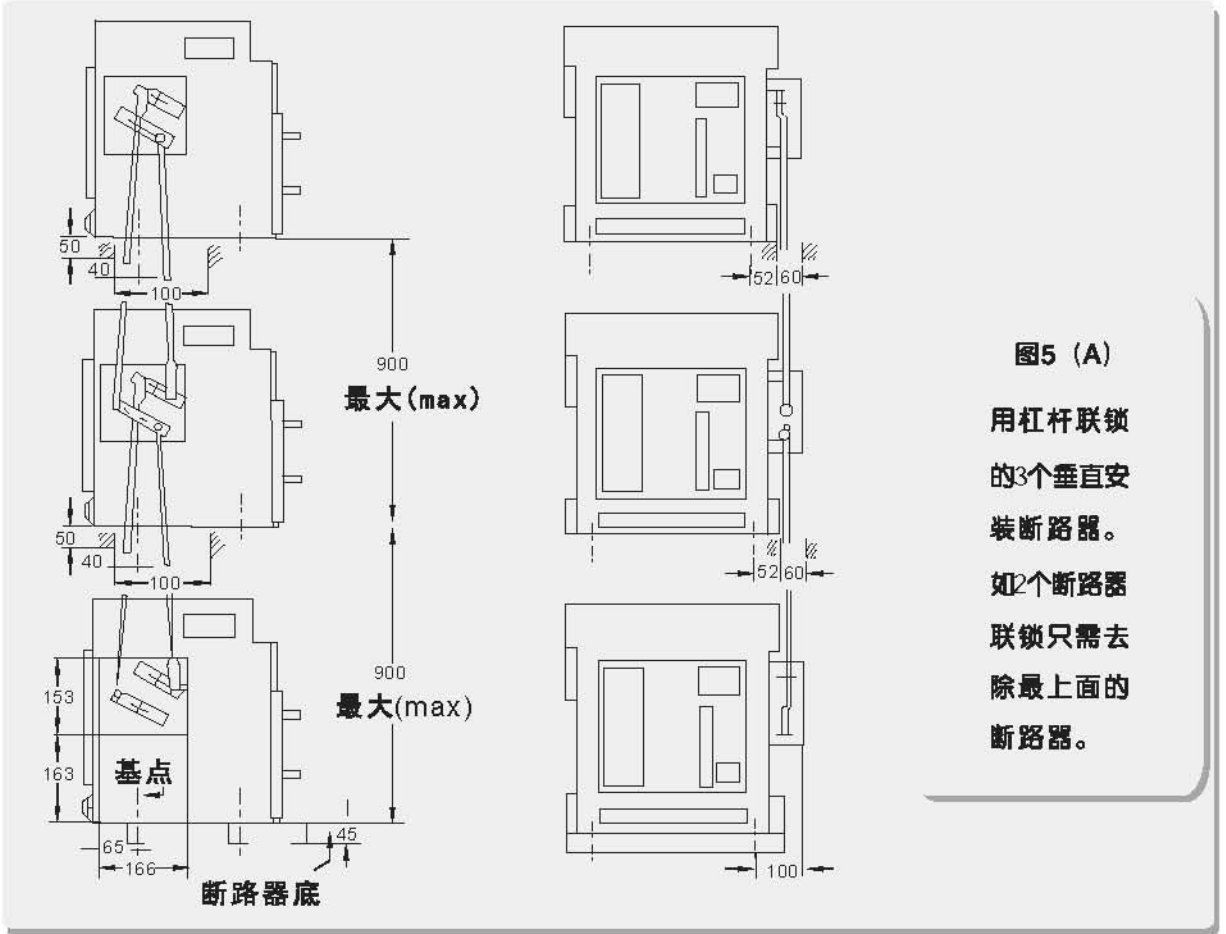 50
40
100
52 60
900
最大(max)
图5 (A)
用杠杆联锁
的3个垂直安
装断路器。
如2个断路器
联锁只需去
除最上面的
断路器。
50
40
100
52 60
900
最大(max)
153
163
基点
65
166
45
100
断路器底